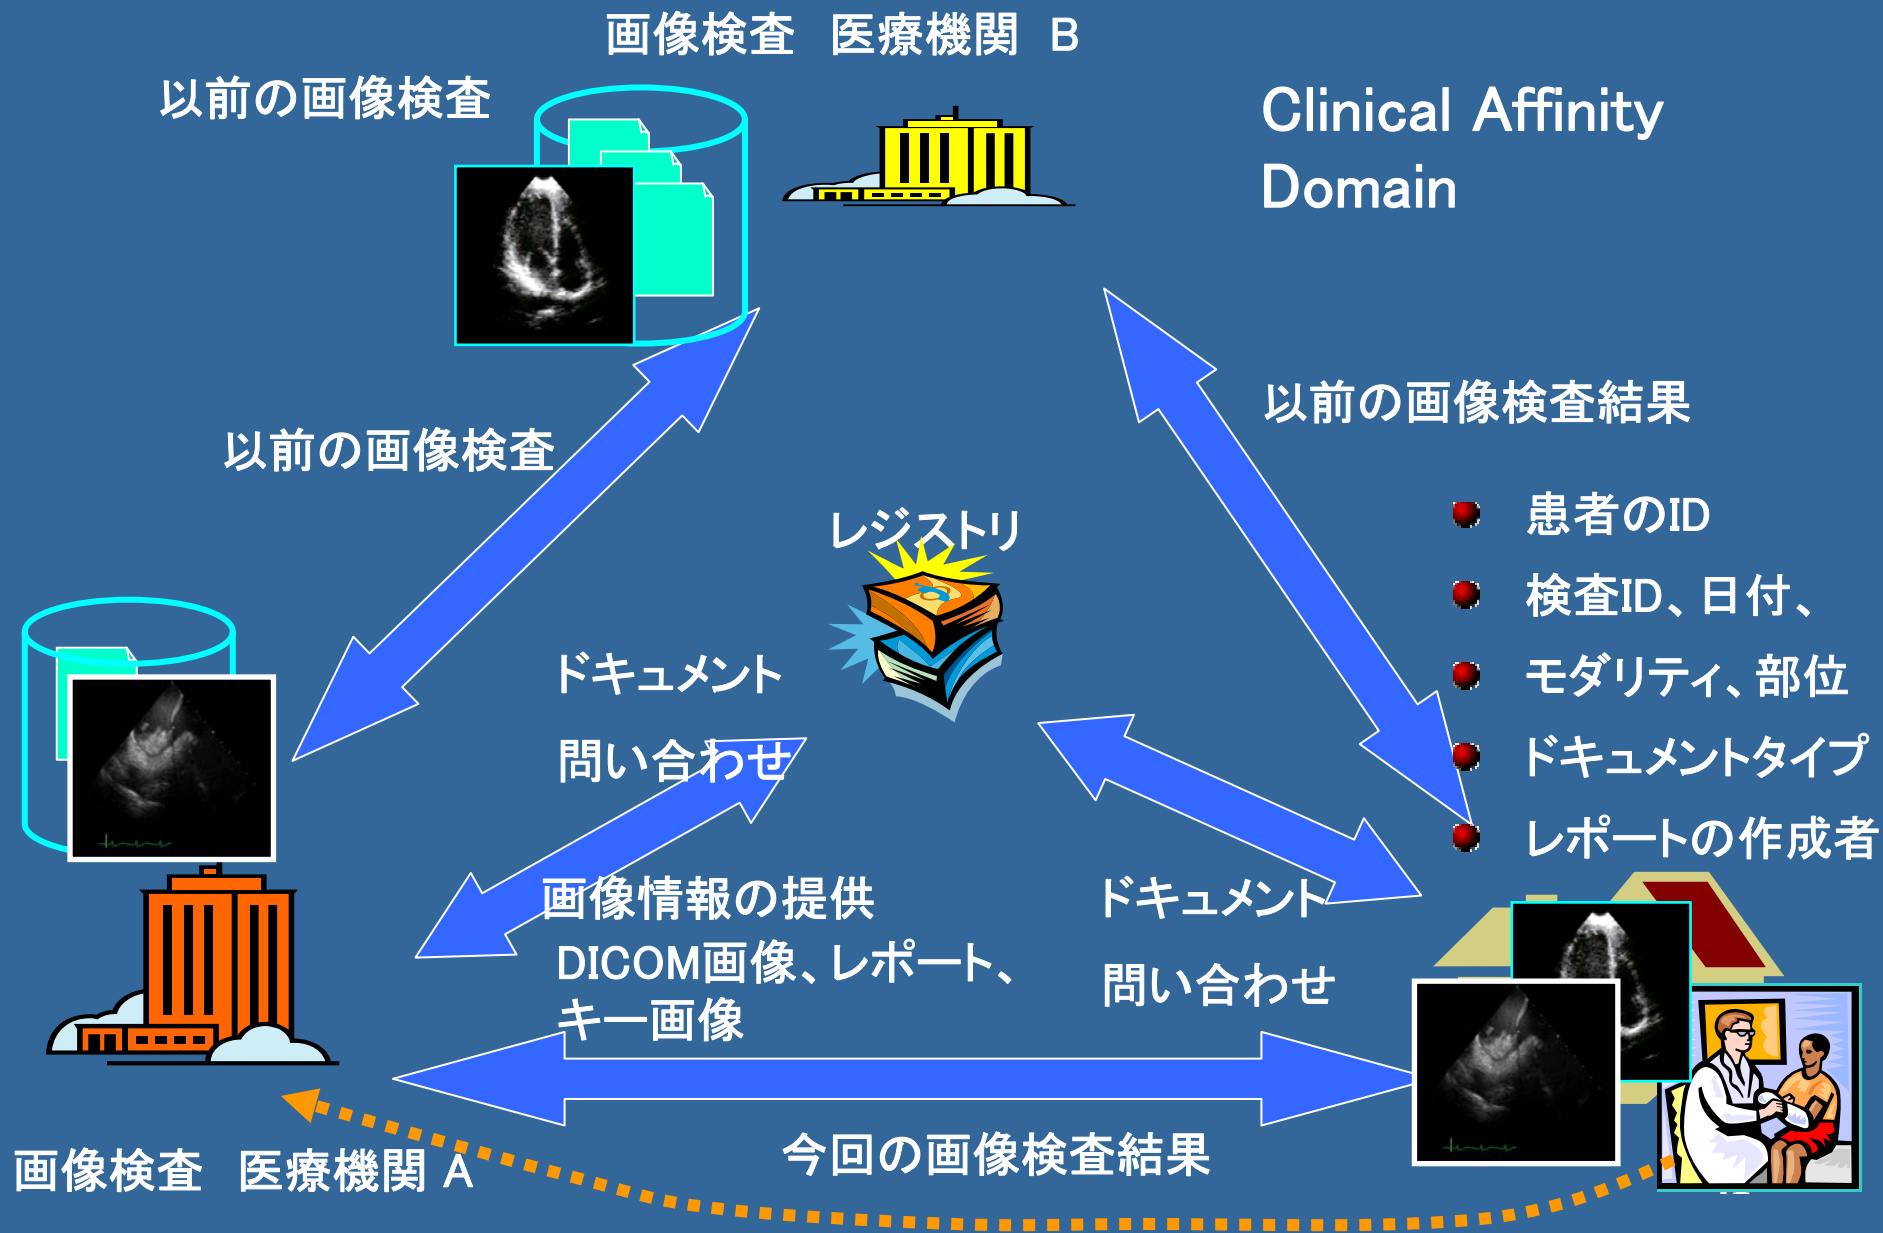 画像検査　医療機関　B
以前の画像検査
Clinical Affinity
Domain
以前の画像検査結果
以前の画像検査
レジストリ
患者のID
検査ID、日付、
モダリティ、部位
ドキュメントタイプ
レポートの作成者
ドキュメント
問い合わせ
画像情報の提供
DICOM画像、レポート、
キー画像
ドキュメント
問い合わせ
今回の画像検査結果
画像検査　医療機関 A